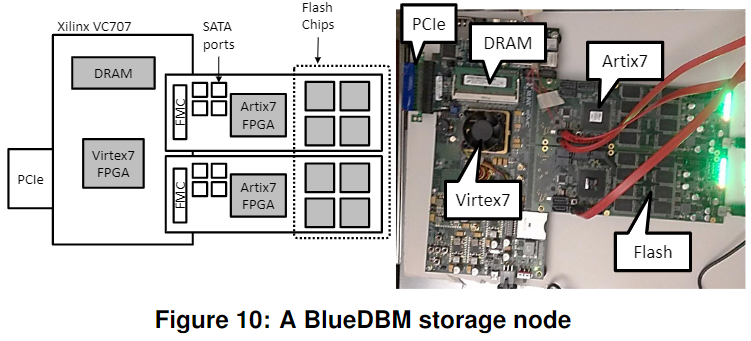 Xilinx VC707
SATA
ports
Flash
Chips
DRAM
Virtex7
FPGA
PCIe
FMC
Artix7
FPGA
FMC
Artix7
FPGA
PCIe
DRAM
Artix7
Virtex7
Flash
Figure 10: A BlueDBM storage node